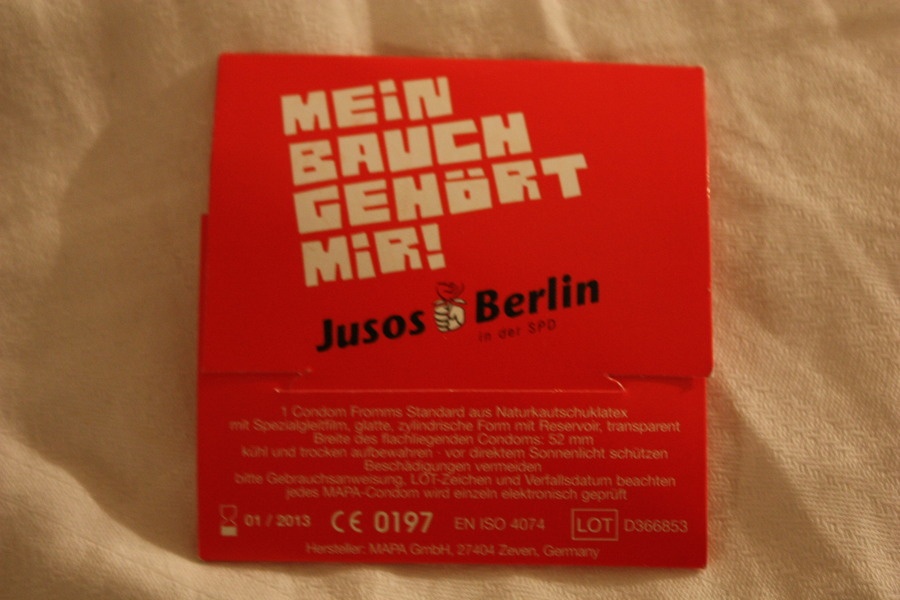 MEiN
BAUCH
GEHÖRT
MiR!
Jusos Berlin
in der SPD
1 Condom Fromms Standard aus Naturkautschuklatex
mit Spezialgleitfilm, glatte, zylindrische Form mit Reservoir, transparent
Breite des flachliegenden Condoms: 52 mm
kühl und trocken aufbewahren · vor direktem Sonnenlicht schützen
Beschädigungen vermeiden
bitte Gebrauchsanweisung, LOT-Zeichen und Verfallsdatum beachten
jedes MAPA-Condom wird einzeln elektronisch geprüft
01 / 2013 CE 0197 EN ISO 4074 LOT D366853
Hersteller: MAPA GmbH, 27404 Zeven, Germany